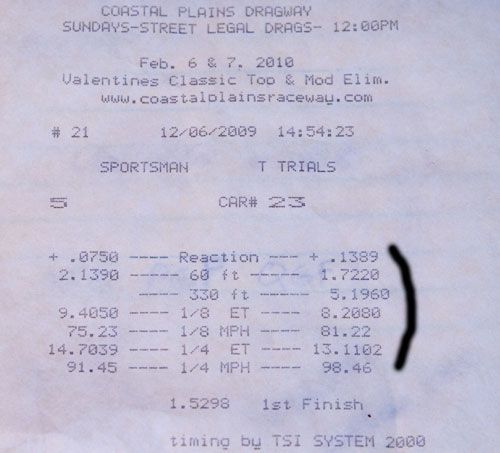 COASTAL PLAINS DRAGWAY
SUNDAYS-STREET LEGAL DRAGS- 12:00PM
Feb. 6 & 7. 2010
Valentines Classic Top & Mod Elim.
www.coastalplainsraceway.com
# 21 12/06/2009 14:54:23
SPORTSMAN T TRIALS
5 CAR# 23
+ .0750 ---- Reaction --- + .1389
2.1390 ---- 60 ft ----- 1.7220
---- 330 ft ----- 5.1960
9.4050 ---- 1/8 ET ---- 8.2080
75.23 ---- 1/8 MPH ---- 81.22
14.7039 ---- 1/4 ET ---- 13.1102
91.45 ---- 1/4 MPH ---- 98.46
1.5298 1st Finish
timing by TSI SYSTEM 2000